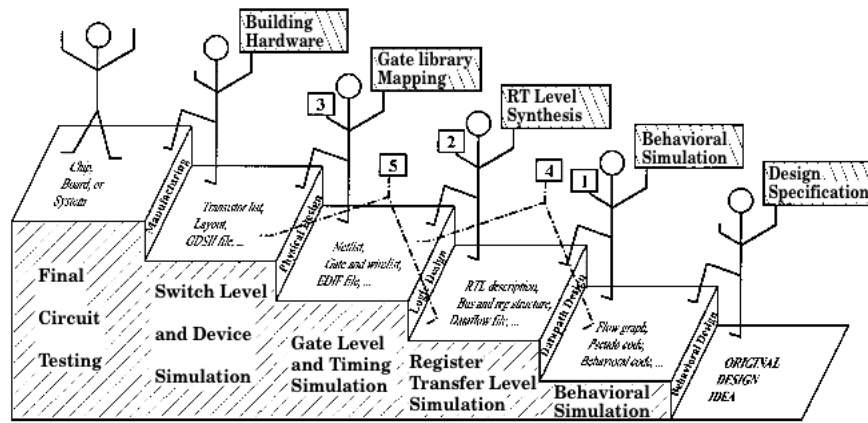 Building
Hardware
Gate library
Mapping
3
RT Level
Synthesis
2
Behavioral
Simulation
1
Design
Specification
5
4
Chip,
Board, or
System
Manufacturing
Transistor list,
Layout,
GDSII file, ...
Physical Design
Netlist,
Gate and wirelist,
EDIF file, ...
Logic Design
RTL description,
Bus and reg structure,
Dataflow file, ...
Datapath Design
Flow graph,
Pseudo code,
Behavioral code, ...
Behavioral Design
ORIGINAL
DESIGN
IDEA
Final
Circuit
Testing
Switch Level
and Device
Simulation
Gate Level
and Timing
Simulation
Register
Transfer Level
Simulation
Behavioral
Simulation